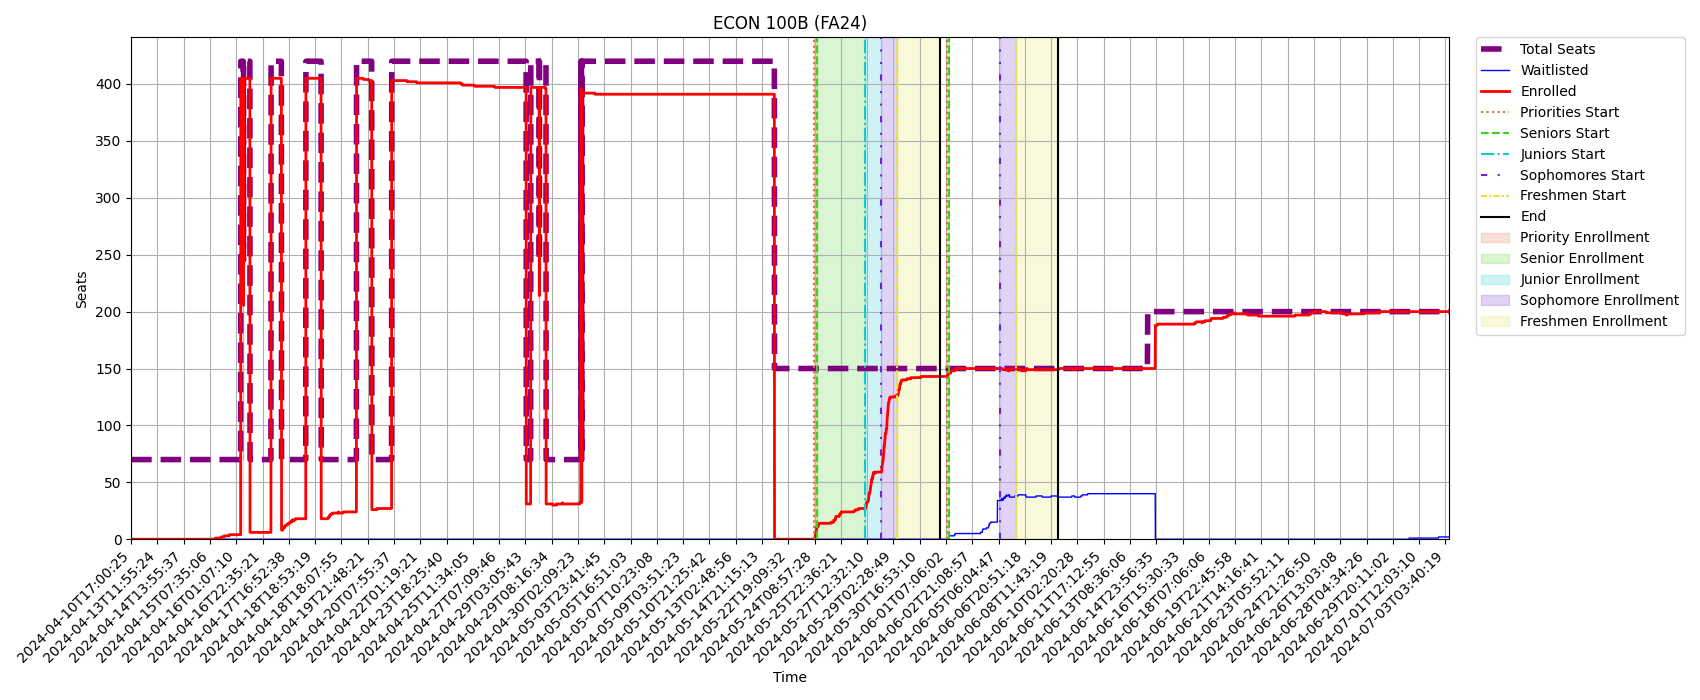 ECON 100B (FA24)
Seats
400
350
300
250
200
150
100
50
0
2024-04-10T17:00:25
2024-04-13T11:55:24
2024-04-14T13:55:37
2024-04-15T07:35:06
2024-04-16T01:07:10
2024-04-16T22:35:21
2024-04-17T16:52:38
2024-04-18T18:53:19
2024-04-18T18:07:55
2024-04-19T21:48:21
2024-04-20T07:55:37
2024-04-22T01:19:21
2024-04-23T18:25:40
2024-04-25T11:34:05
2024-04-27T07:09:46
2024-04-29T03:05:43
2024-04-29T08:16:34
2024-04-30T02:09:23
2024-05-03T23:41:45
2024-05-05T16:51:03
2024-05-07T10:23:08
2024-05-09T03:51:23
2024-05-10T21:25:42
2024-05-13T02:48:56
2024-05-14T21:15:13
2024-05-22T19:09:32
2024-05-24T08:57:28
2024-05-25T22:36:21
2024-05-27T12:32:10
2024-05-29T02:28:49
2024-05-30T16:53:10
2024-06-01T07:06:02
2024-06-02T21:08:57
2024-06-05T06:04:47
2024-06-06T20:51:18
2024-06-08T11:43:19
2024-06-10T02:20:28
2024-06-11T17:12:55
2024-06-13T08:36:06
2024-06-14T23:56:35
2024-06-16T15:30:33
2024-06-18T07:06:06
2024-06-19T22:45:58
2024-06-21T14:16:41
2024-06-23T05:52:11
2024-06-24T21:26:50
2024-06-26T13:03:08
2024-06-28T04:34:26
2024-06-29T20:11:02
2024-07-01T12:03:10
2024-07-03T03:40:19
Time
Total Seats
Waitlisted
Enrolled
Priorities Start
Seniors Start
Juniors Start
Sophomores Start
Freshmen Start
End
Priority Enrollment
Senior Enrollment
Junior Enrollment
Sophomore Enrollment
Freshmen Enrollment